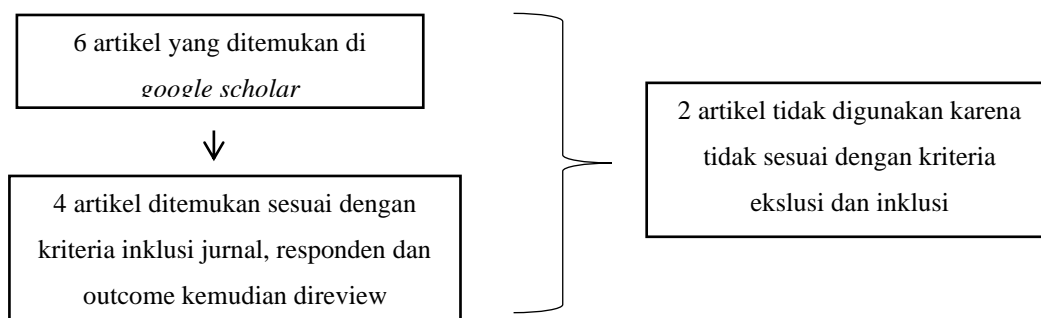 6 artikel yang ditemukan di
google scholar
4 artikel ditemukan sesuai dengan
kriteria inklusi jurnal, responden dan
outcome kemudian direview
2 artikel tidak digunakan karena
tidak sesuai dengan kriteria
ekslusi dan inklusi